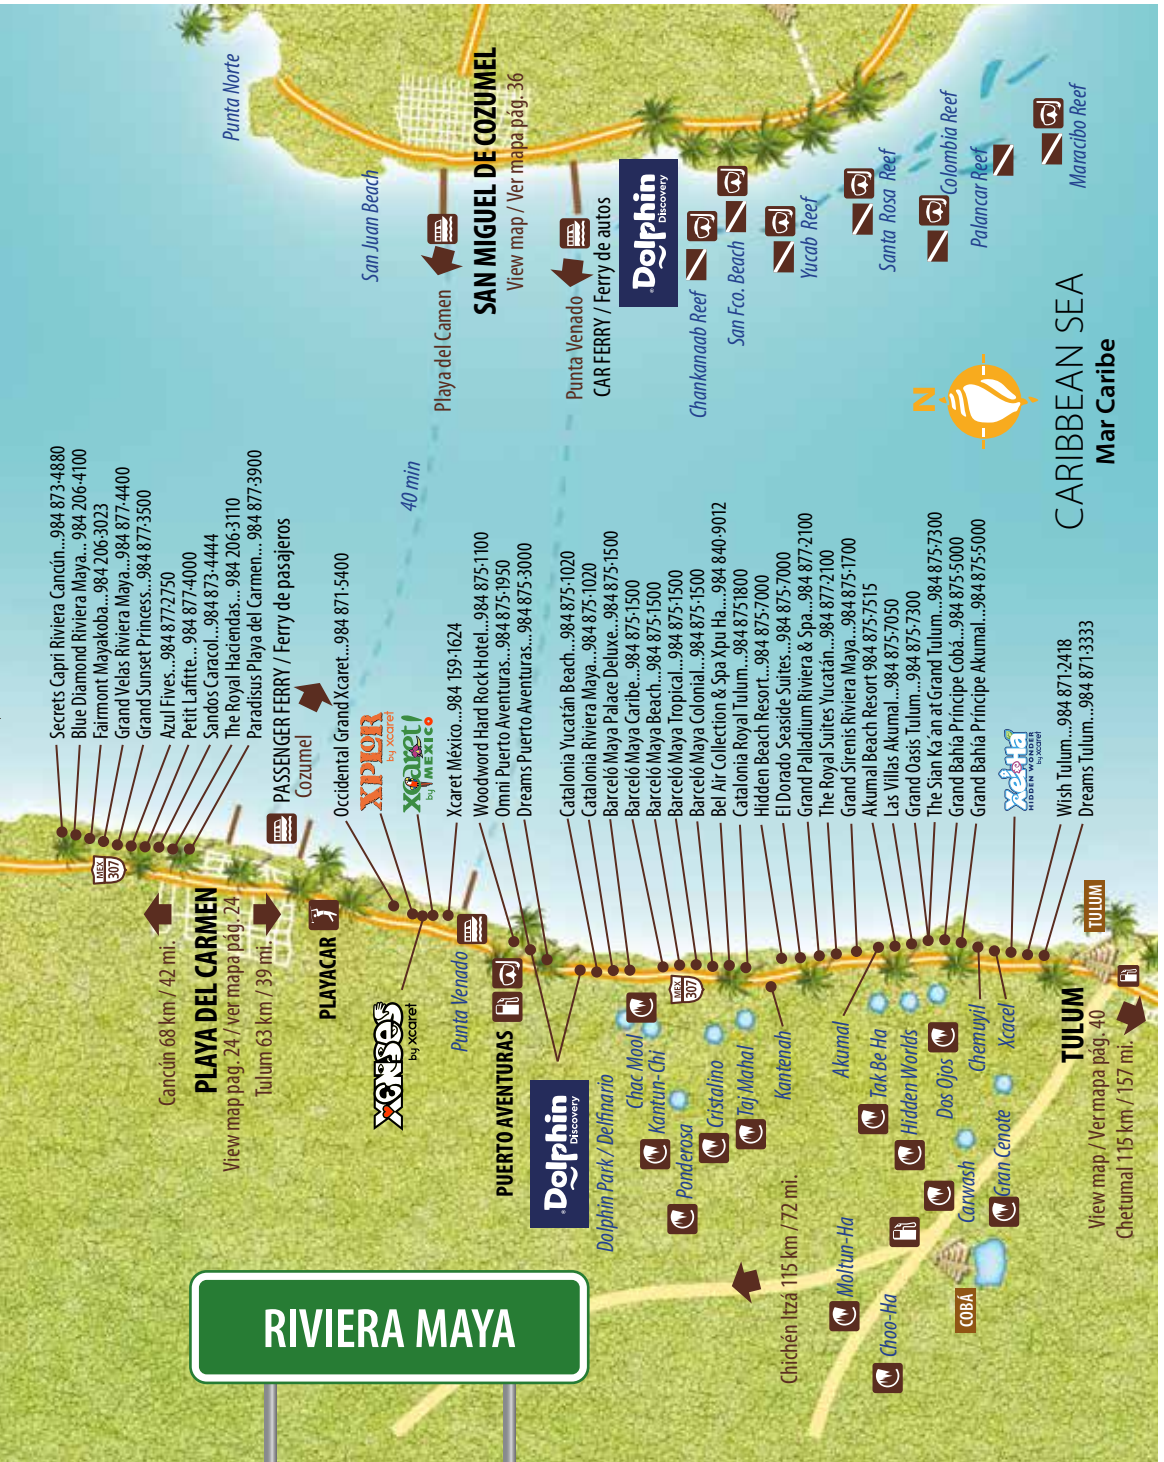 RIVIERA MAYA
Punta Norte
San Juan Beach
Playa del Camen
SAN MIGUEL DE COZUMEL
View map / Ver mapa pág. 36
Punta Venado
CAR FERRY / Ferry de autos
Dolphin
Discovery
Chankanaab Reef
San Fco. Beach
Yucab Reef
Santa Rosa Reef
Colombia Reef
Palancar Reef
Maracibo Reef
N
CARIBBEAN SEA
Mar Caribe
40 min
Secrets Capri Riviera Cancún...984 873·4880
Blue Diamond Riviera Maya... 984 206·4100
Fairmont Mayakoba...984 206·3023
Grand Velas Riviera Maya...984 877·4400
Grand Sunset Princess...984 877·3500
Azul Fives...984 877·2750
Petit Lafitte...984 877·4000
Sandos Caracol...984 873·4444
The Royal Haciendas...984 206·3110
Paradisus Playa del Carmen... 984 877·3900
PASSENGER FERRY / Ferry de pasajeros
Cozumel
Occidental Grand Xcaret...984 871·5400
XPLOR
by xcaret
xcaret!
by MÉXICO
Xcaret México...984 159·1624
Woodword Hard Rock Hotel...984 875·1100
Omni Puerto Aventuras...984 875·1950
Dreams Puerto Aventuras...984 875·3000
Catalonia Yucatán Beach...984 875·1020
Catalonia Riviera Maya...984 875·1020
Barceló Maya Palace Deluxe...984 875·1500
Barceló Maya Caribe...984 875·1500
Barceló Maya Beach...984 875·1500
Barceló Maya Tropical...984 875·1500
Barceló Maya Colonial...984 875·1500
Bel Air Collection & Spa Xpu Ha....984 840·9012
Catalonia Royal Tulum...984 8751800
Hidden Beach Resort...984 875·7000
El Dorado Seaside Suites...984 875·7000
Grand Palladium Riviera & Spa...984 877·2100
The Royal Suites Yucatán...984 877·2100
Grand Sirenis Riviera Maya...984 875·1700
Akumal Beach Resort 984 875·7515
Las Villas Akumal...984 875·7050
Grand Oasis Tulum...984 875·7300
The Sian Ka´an at Grand Tulum...984 875·7300
Grand Bahia Principe Cobá...984 875·5000
Grand Bahia Principe Akumal...984 875·5000
Xel·Há
HIDDEN WONDER
by xcaret
Wish Tulum...984 871·2418
Dreams Tulum...984 871·3333
MEX
307
Cancún 68 km / 42 mi.
PLAYA DEL CARMEN
View map pag. 24 / ver mapa pág. 24
Tulum 63 km / 39 mi.
PLAYACAR
XOXIMILCO
by xcaret
Punta Venado
PUERTO AVENTURAS
Dolphin
Discovery
Dolphin Park / Delfinario
MEX
307
Chac Mool
Kantun-Chi
Ponderosa
Cristalino
Taj Mahal
Kantenah
Akumal
Tak Be Ha
Hidden Worlds
Dos Ojos
Chemuyil
Xcacel
Carwash
Gran Cenote
Chichén Itzá 115 km / 72 mi.
Moltun-Ha
Choo-Ha
COBÁ
TULUM
TULUM
View map / Ver mapa pág. 40
Chetumal 115 km / 157 mi.